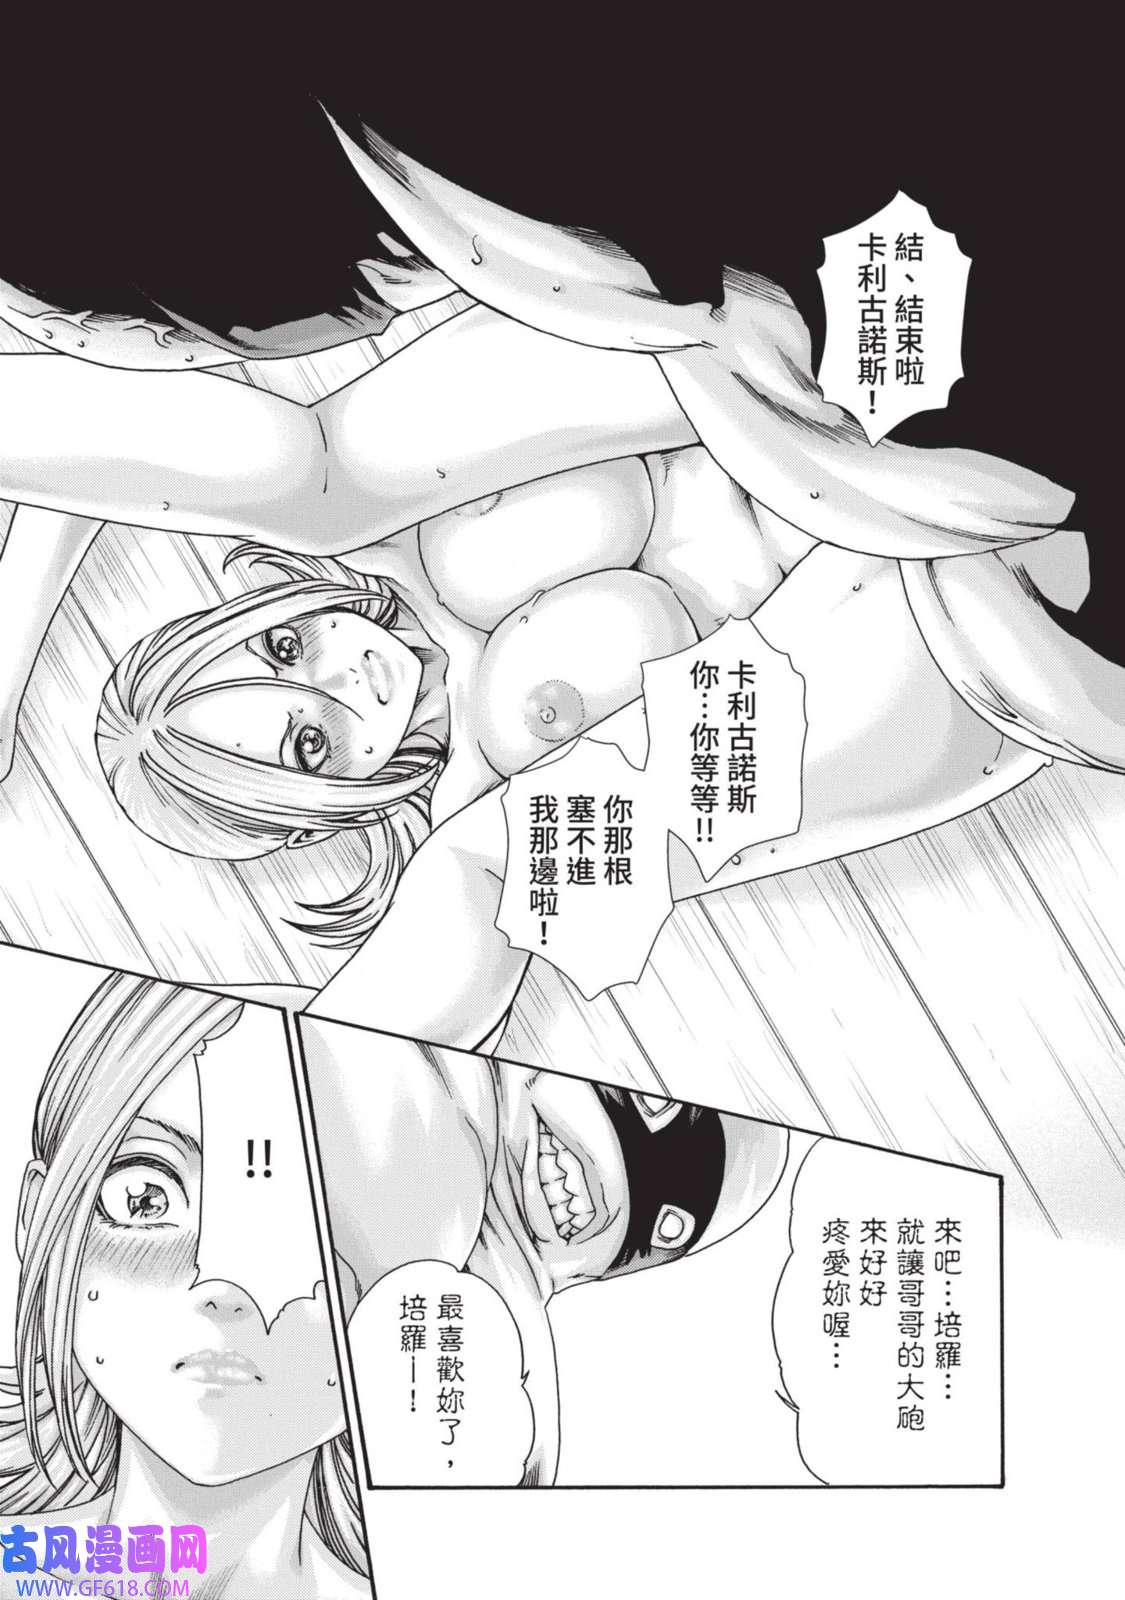 結、結束啦
卡利古諾斯！
卡利古諾斯
你…你等等!!
你那根
塞不進
我那邊啦！
來吧…培羅…
就讓哥哥的大砲
來好好
疼愛妳喔…
最喜歡妳了，
培羅—！
!!
古风漫画网
WWW.GF618.COM